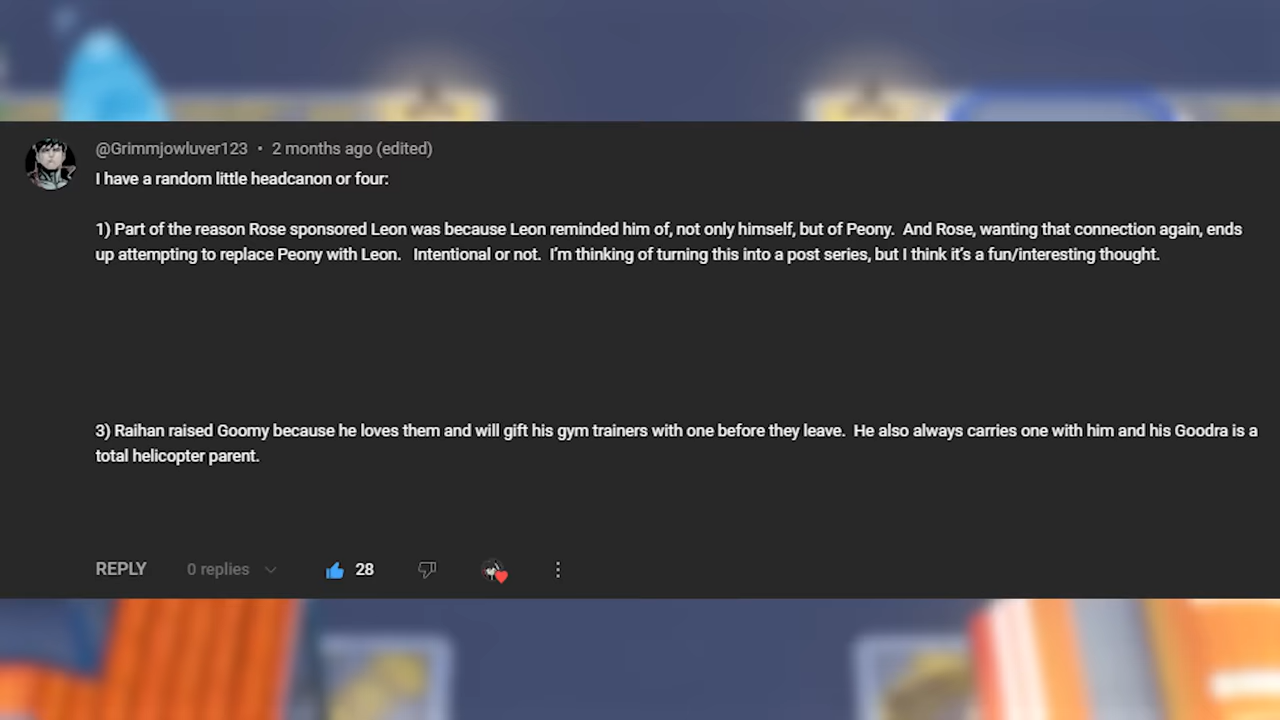 @Grimmjowluver123 • 2 months ago (edited)
I have a random little headcanon or four:
1) Part of the reason Rose sponsored Leon was because Leon reminded him of, not only himself, but of Peony. And Rose, wanting that connection again, ends
up attempting to replace Peony with Leon. Intentional or not. I'm thinking of turning this into a post series, but I think it's a fun/interesting thought.
3) Raihan raised Goomy because he loves them and will gift his gym trainers with one before they leave. He also always carries one with him and his Goodra is a
total helicopter parent.
REPLY 0 replies 28